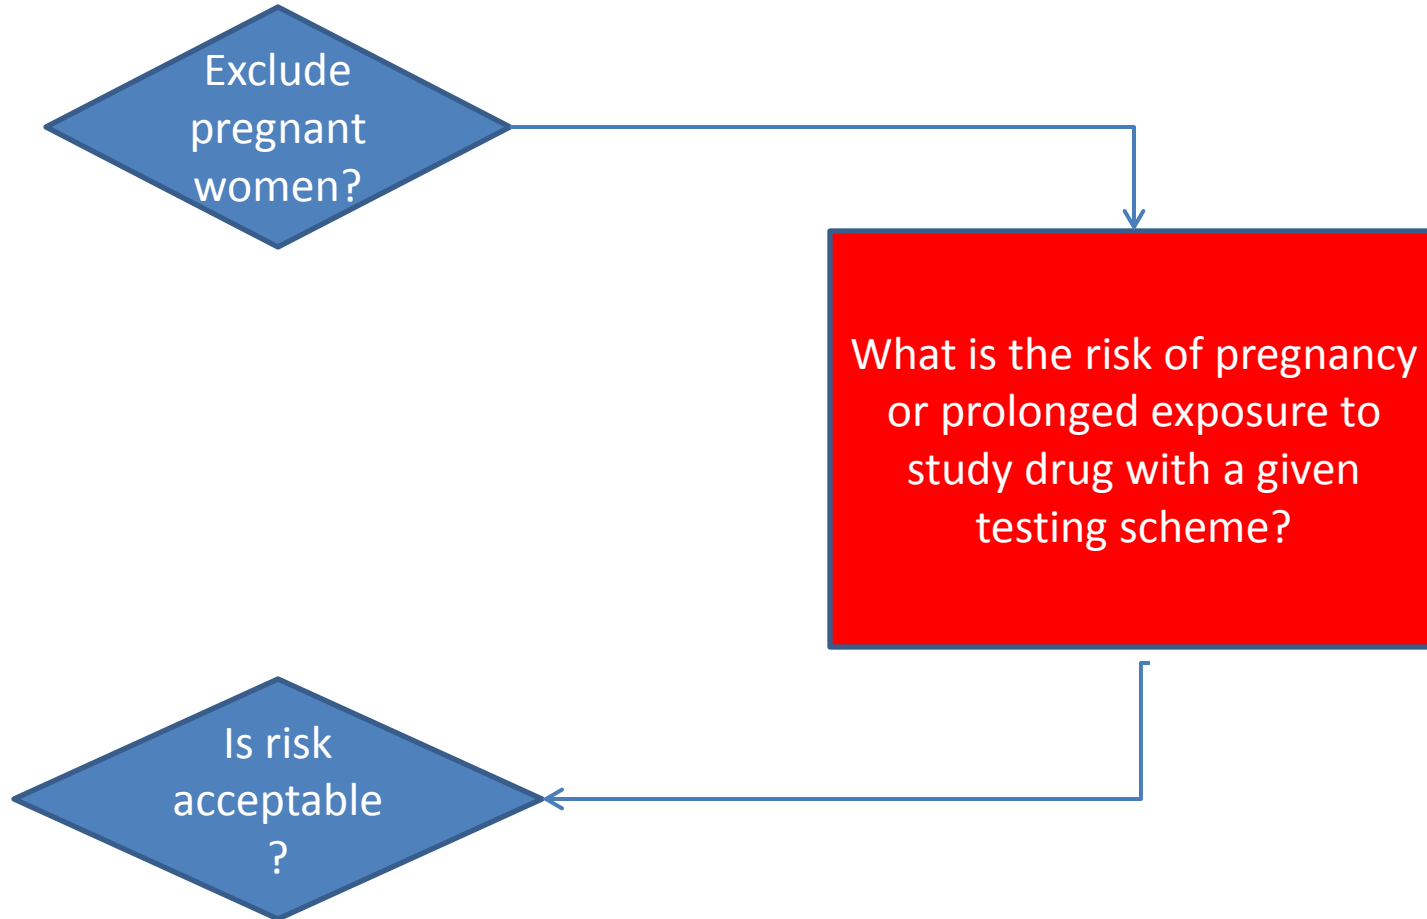 Exclude
pregnant
women?
What is the risk of pregnancy
or prolonged exposure to
study drug with a given
testing scheme?
Is risk
acceptable
?